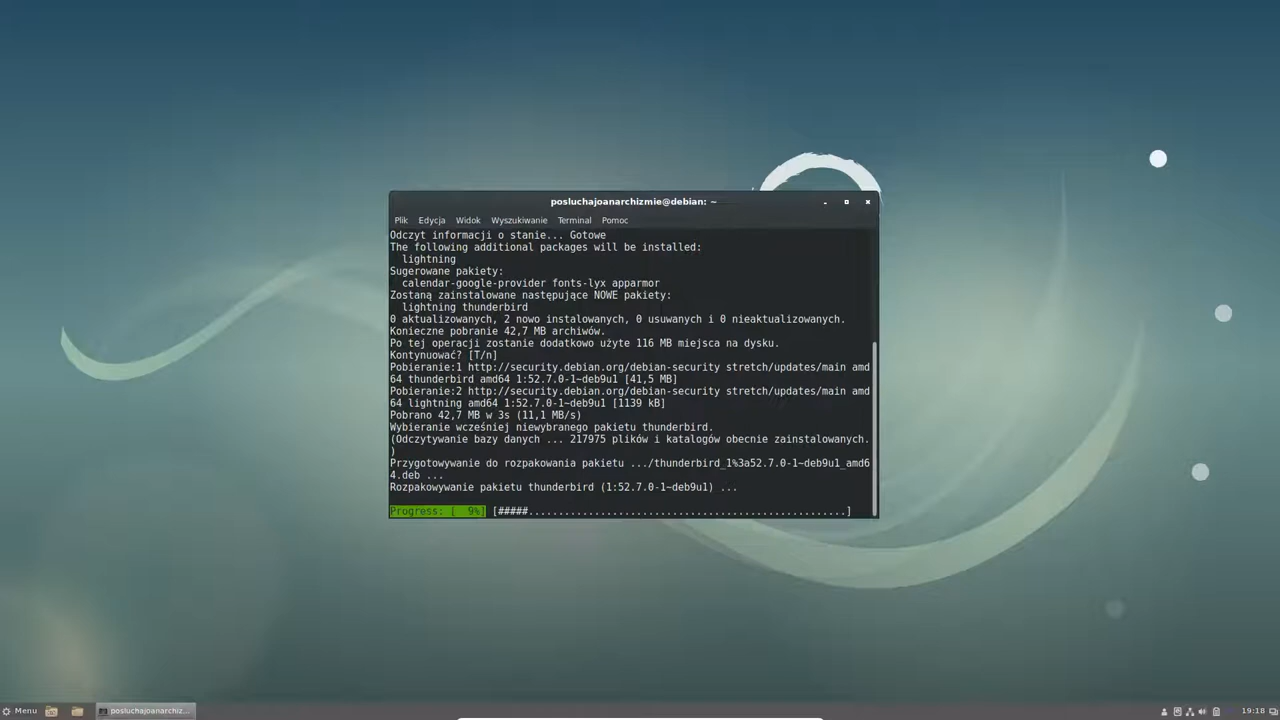 posluchajoanarchizmie@debian: ~
Plik Edycja Widok Wyszukiwanie Terminal Pomoc
Odczyt informacji o stanie... Gotowe
The following additional packages will be installed:
  lightning
Sugerowane pakiety:
  calendar-google-provider fonts-lyx apparmor
Zostaną zainstalowane następujące NOWE pakiety:
  lightning thunderbird
0 aktualizowanych, 2 nowo instalowanych, 0 usuwanych i 0 nieaktualizowanych.
Konieczne pobranie 42,7 MB archiwów.
Po tej operacji zostanie dodatkowo użyte 116 MB miejsca na dysku.
Kontynuować? [T/n]
Pobieranie:1 http://security.debian.org/debian-security stretch/updates/main amd
64 thunderbird amd64 1:52.7.0-1~deb9u1 [41,5 MB]
Pobieranie:2 http://security.debian.org/debian-security stretch/updates/main amd
64 lightning amd64 1:52.7.0-1~deb9u1 [1139 kB]
Pobrano 42,7 MB w 3s (11,1 MB/s)
Wybieranie wcześniej niewybranego pakietu thunderbird.
(Odczytywanie bazy danych ... 217975 plików i katalogów obecnie zainstalowanych.
)
Przygotowywanie do rozpakowania pakietu .../thunderbird_1%3a52.7.0-1~deb9u1_amd6
4.deb ...
Rozpakowywanie pakietu thunderbird (1:52.7.0-1~deb9u1) ...
Progress: [  9%] [#####.....................................................]
Menu posluchajoanarchiz... 19:18